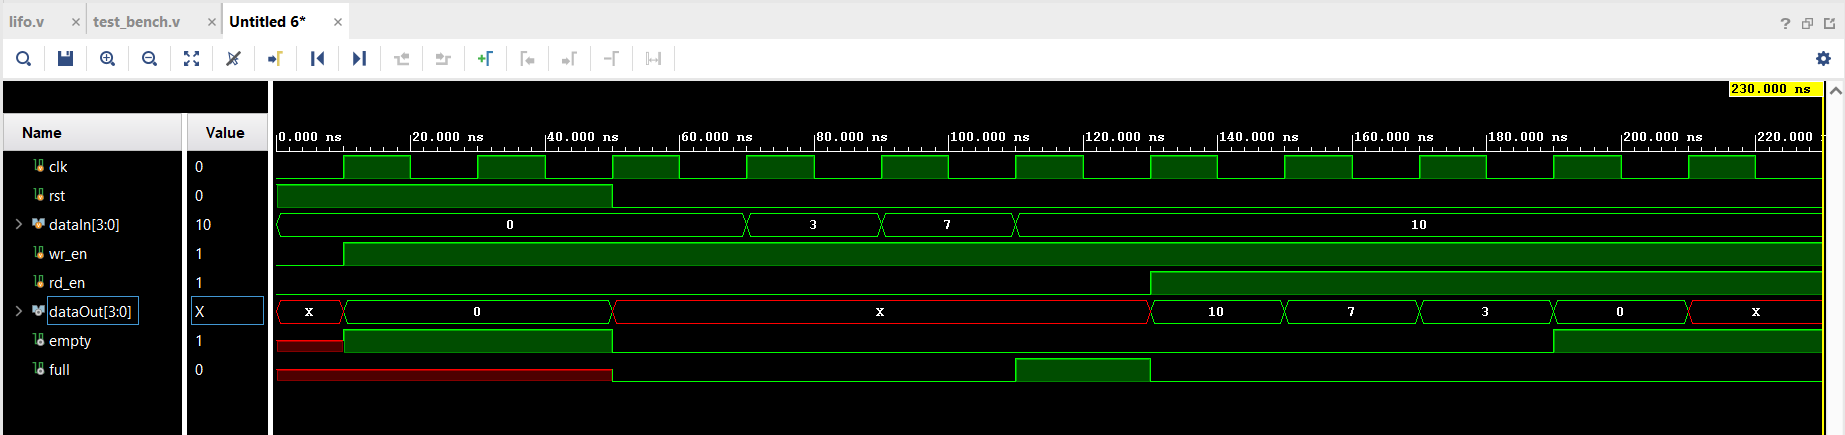 lifo.v × test_bench.v × Untitled 6* ×
?
230.000 ns
Name Value
0.000 ns 20.000 ns 40.000 ns 60.000 ns 80.000 ns 100.000 ns 120.000 ns 140.000 ns 160.000 ns 180.000 ns 200.000 ns 220.000
clk 0
rst 0
dataIn[3:0] 10 0 3 7 10
wr_en 1
rd_en 1
dataOut[3:0] X X 0 X 10 7 3 0 X
empty 1
full 0